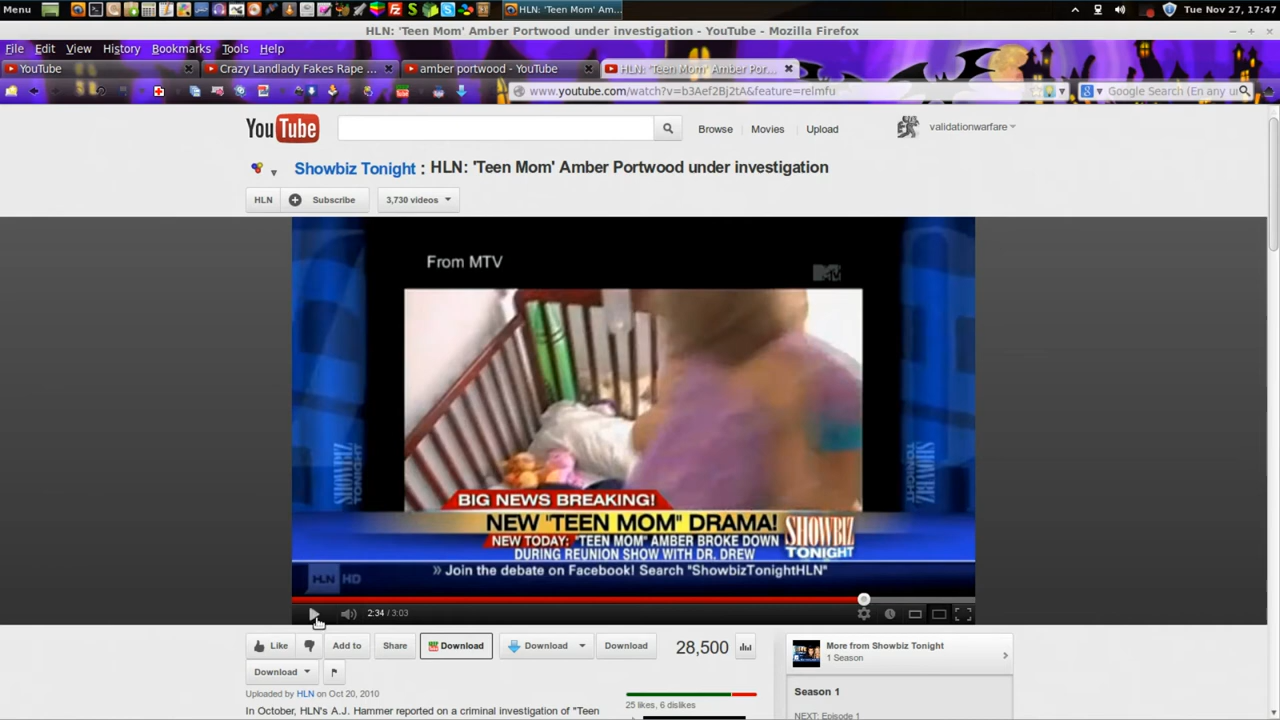 Menu
HLN: 'Teen Mom' Am...
Tue Nov 27, 17:47
HLN: 'Teen Mom' Amber Portwood under investigation - YouTube - Mozilla Firefox
File Edit View History Bookmarks Tools Help
YouTube
Crazy Landlady Fakes Rape ...
amber portwood - YouTube
HLN: 'Teen Mom' Amber Por...
www.youtube.com/watch?v=b3Aef2Bj2tA&feature=relmfu
Google Search (En any ur
YouTube
Browse Movies Upload
validationwarfare
Showbiz Tonight : HLN: 'Teen Mom' Amber Portwood under investigation
HLN Subscribe 3,730 videos
From MTV
SHOWBIZ TONIGHT
SHOWBIZ TONIGHT
BIG NEWS BREAKING!
NEW "TEEN MOM" DRAMA!
NEW TODAY: "TEEN MOM" AMBER BROKE DOWN
DURING REUNION SHOW WITH DR. DREW
SHOWBIZ
TONIGHT
HLN HD
» Join the debate on Facebook! Search "ShowbizTonightHLN"
2:34 / 3:03
Like Add to Share Download Download Download 28,500
Download
More from Showbiz Tonight
1 Season
Uploaded by HLN on Oct 20, 2010
25 likes, 6 dislikes
Season 1
In October, HLN's A.J. Hammer reported on a criminal investigation of "Teen
NEXT: Episode 1